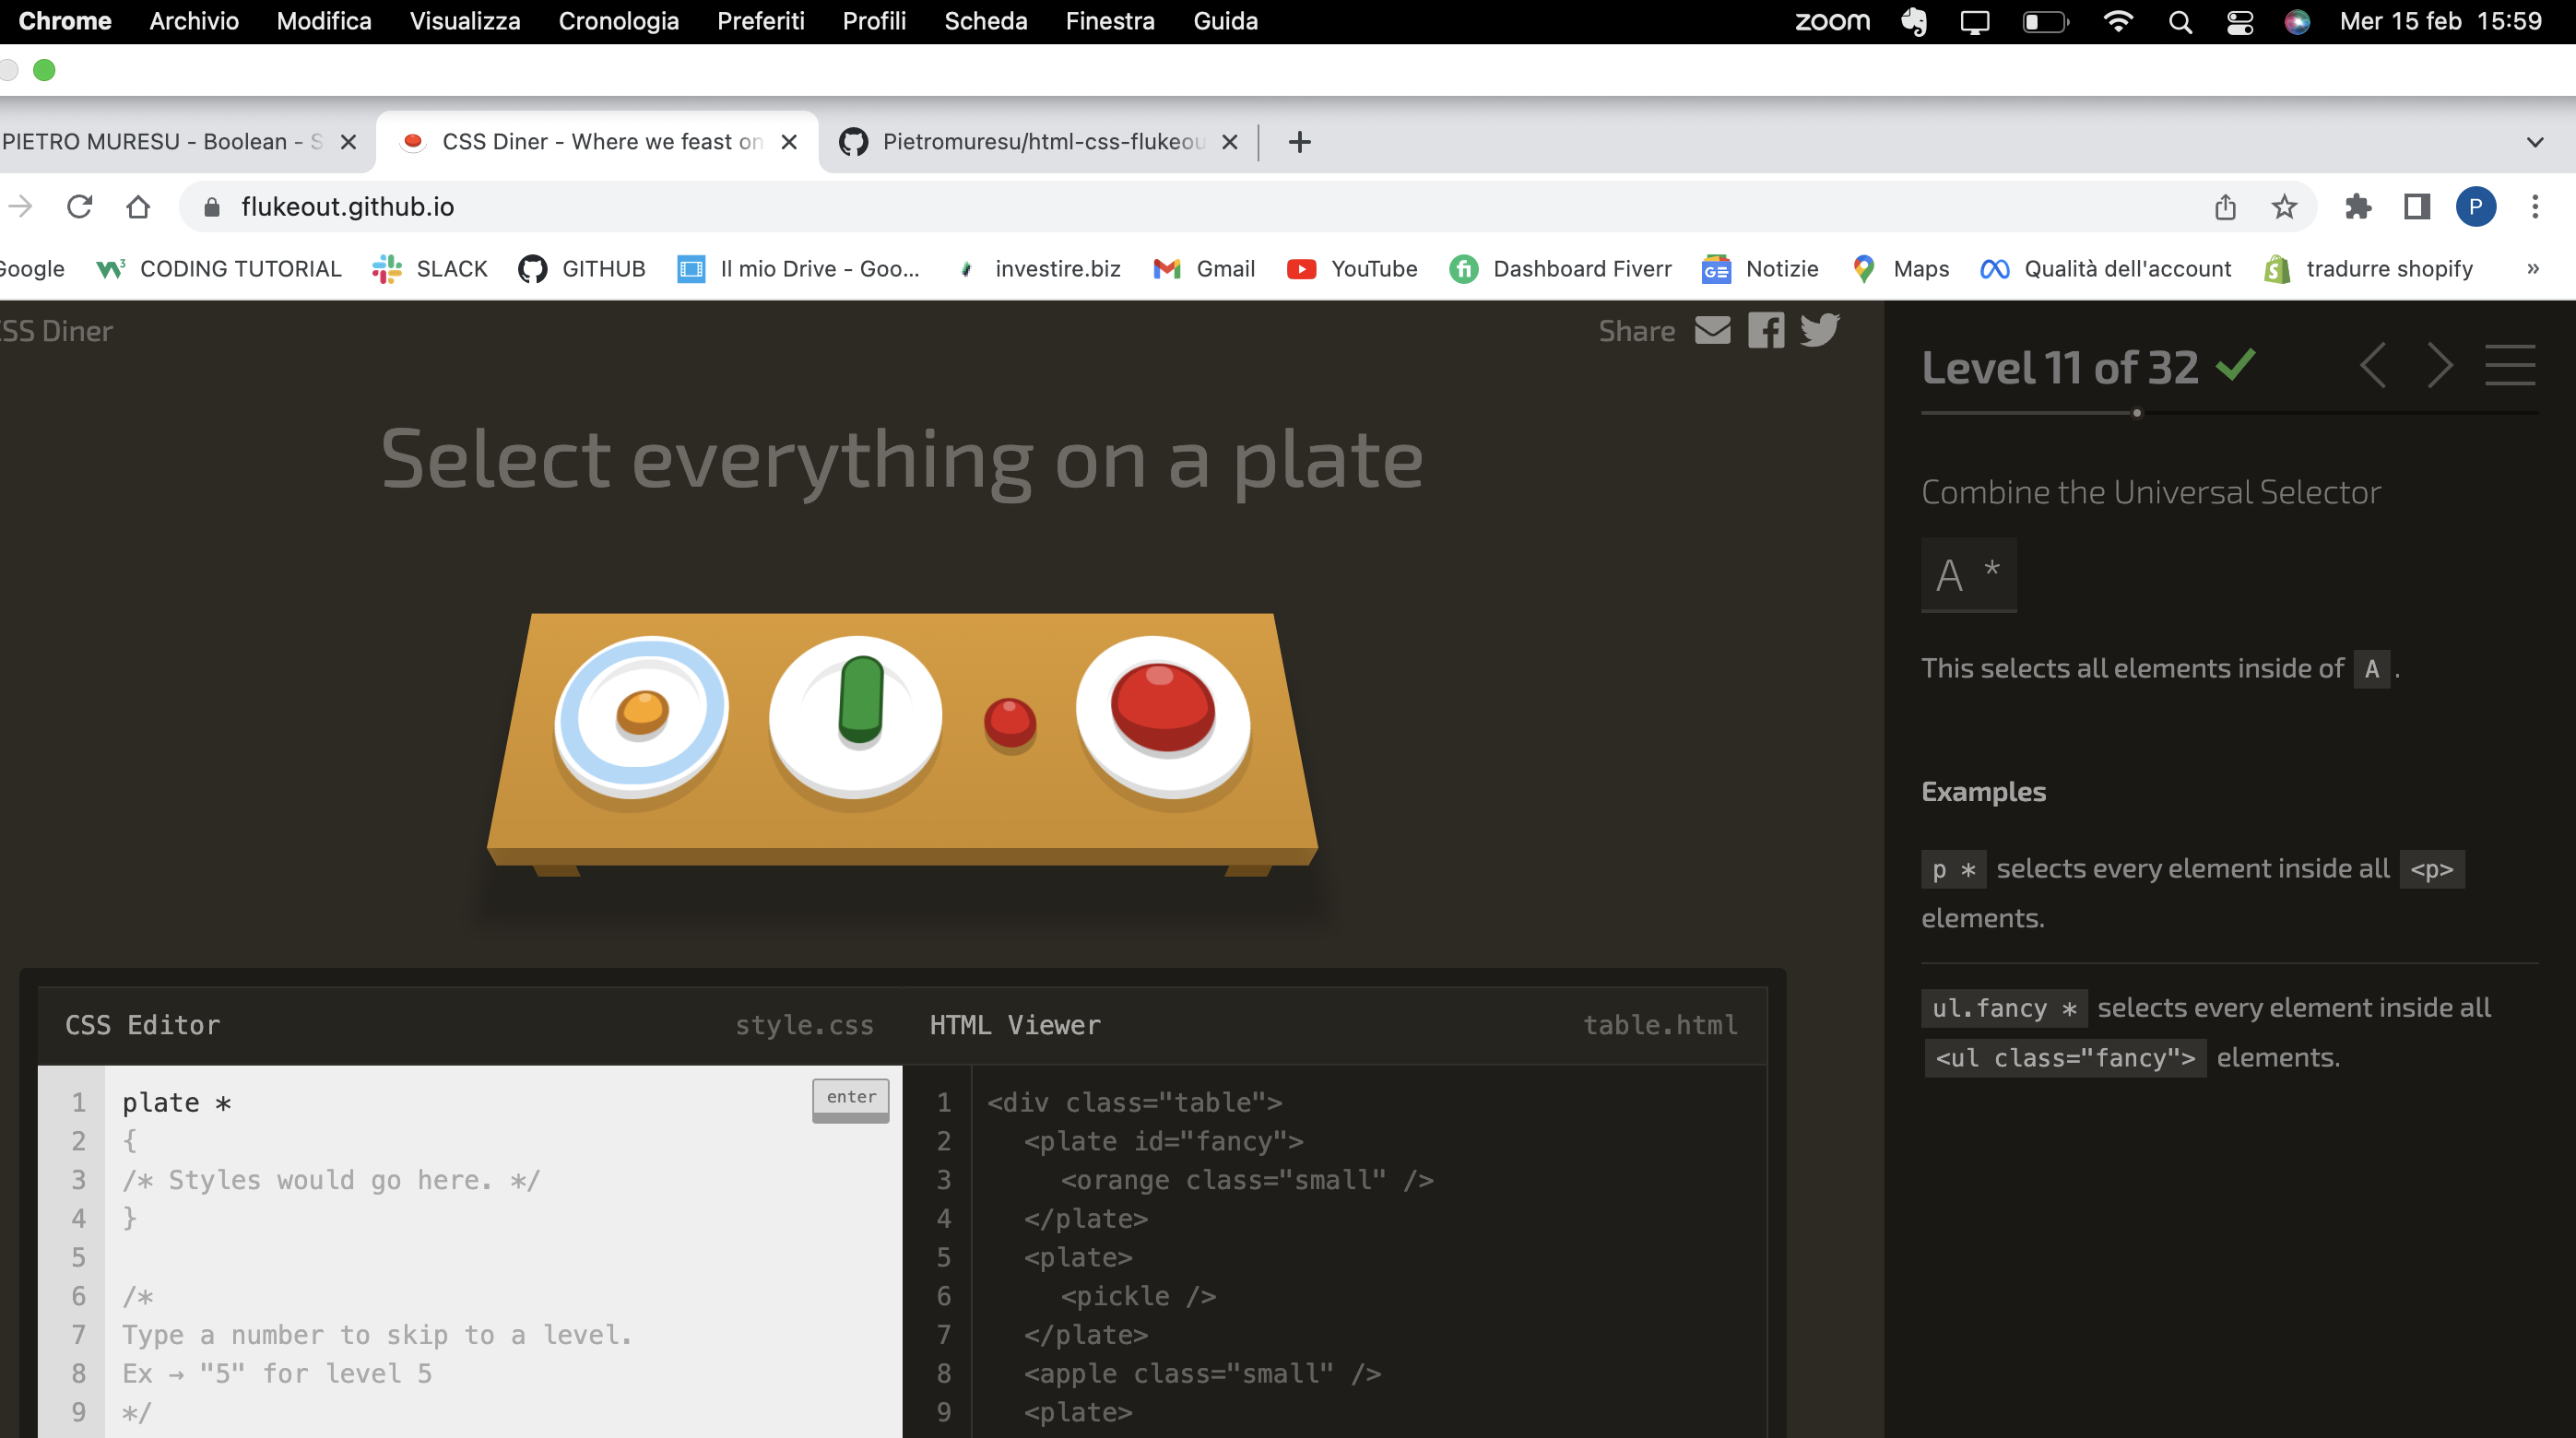 Chrome Archivio Modifica Visualizza Cronologia Preferiti Profili Scheda Finestra Guida zoom Mer 15 feb 15:59
PIETRO MURESU - Boolean - S CSS Diner - Where we feast on Pietromuresu/html-css-flukeou
flukeout.github.io P
Google CODING TUTORIAL SLACK GITHUB Il mio Drive - Goo... investire.biz Gmail YouTube Dashboard Fiverr Notizie Maps Qualità dell'account tradurre shopify »
CSS Diner Share
Select everything on a plate
CSS Editor style.css
1 plate *
enter
2 {
3 /* Styles would go here. */
4 }
5
6 /*
7 Type a number to skip to a level.
8 Ex → "5" for level 5
9 */
HTML Viewer table.html
1 <div class="table">
2 <plate id="fancy">
3 <orange class="small" />
4 </plate>
5 <plate>
6 <pickle />
7 </plate>
8 <apple class="small" />
9 <plate>
Level 11 of 32
Combine the Universal Selector
A *
This selects all elements inside of A .
Examples
p * selects every element inside all <p>
elements.
ul.fancy * selects every element inside all
<ul class="fancy"> elements.